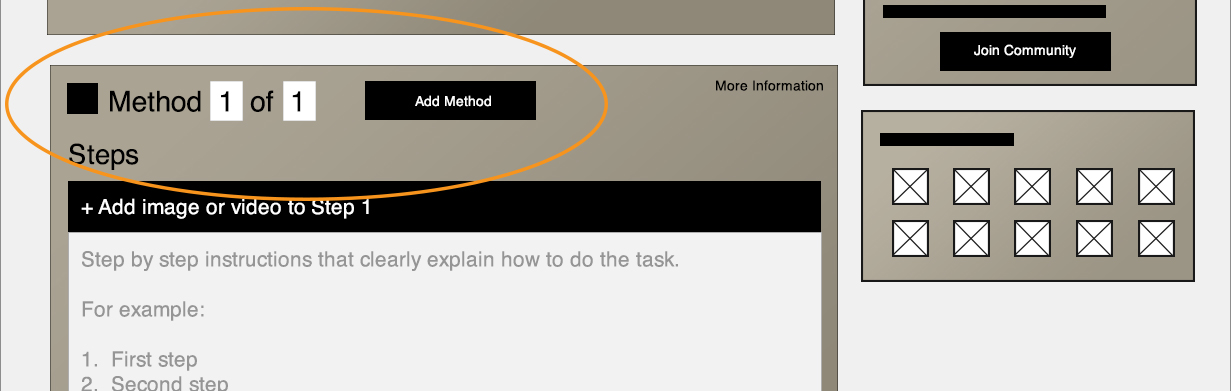 Join Community
Method 1 of 1
Add Method
More Information
Steps
+ Add image or video to Step 1
Step by step instructions that clearly explain how to do the task.
For example:
1. First step
2. Second step